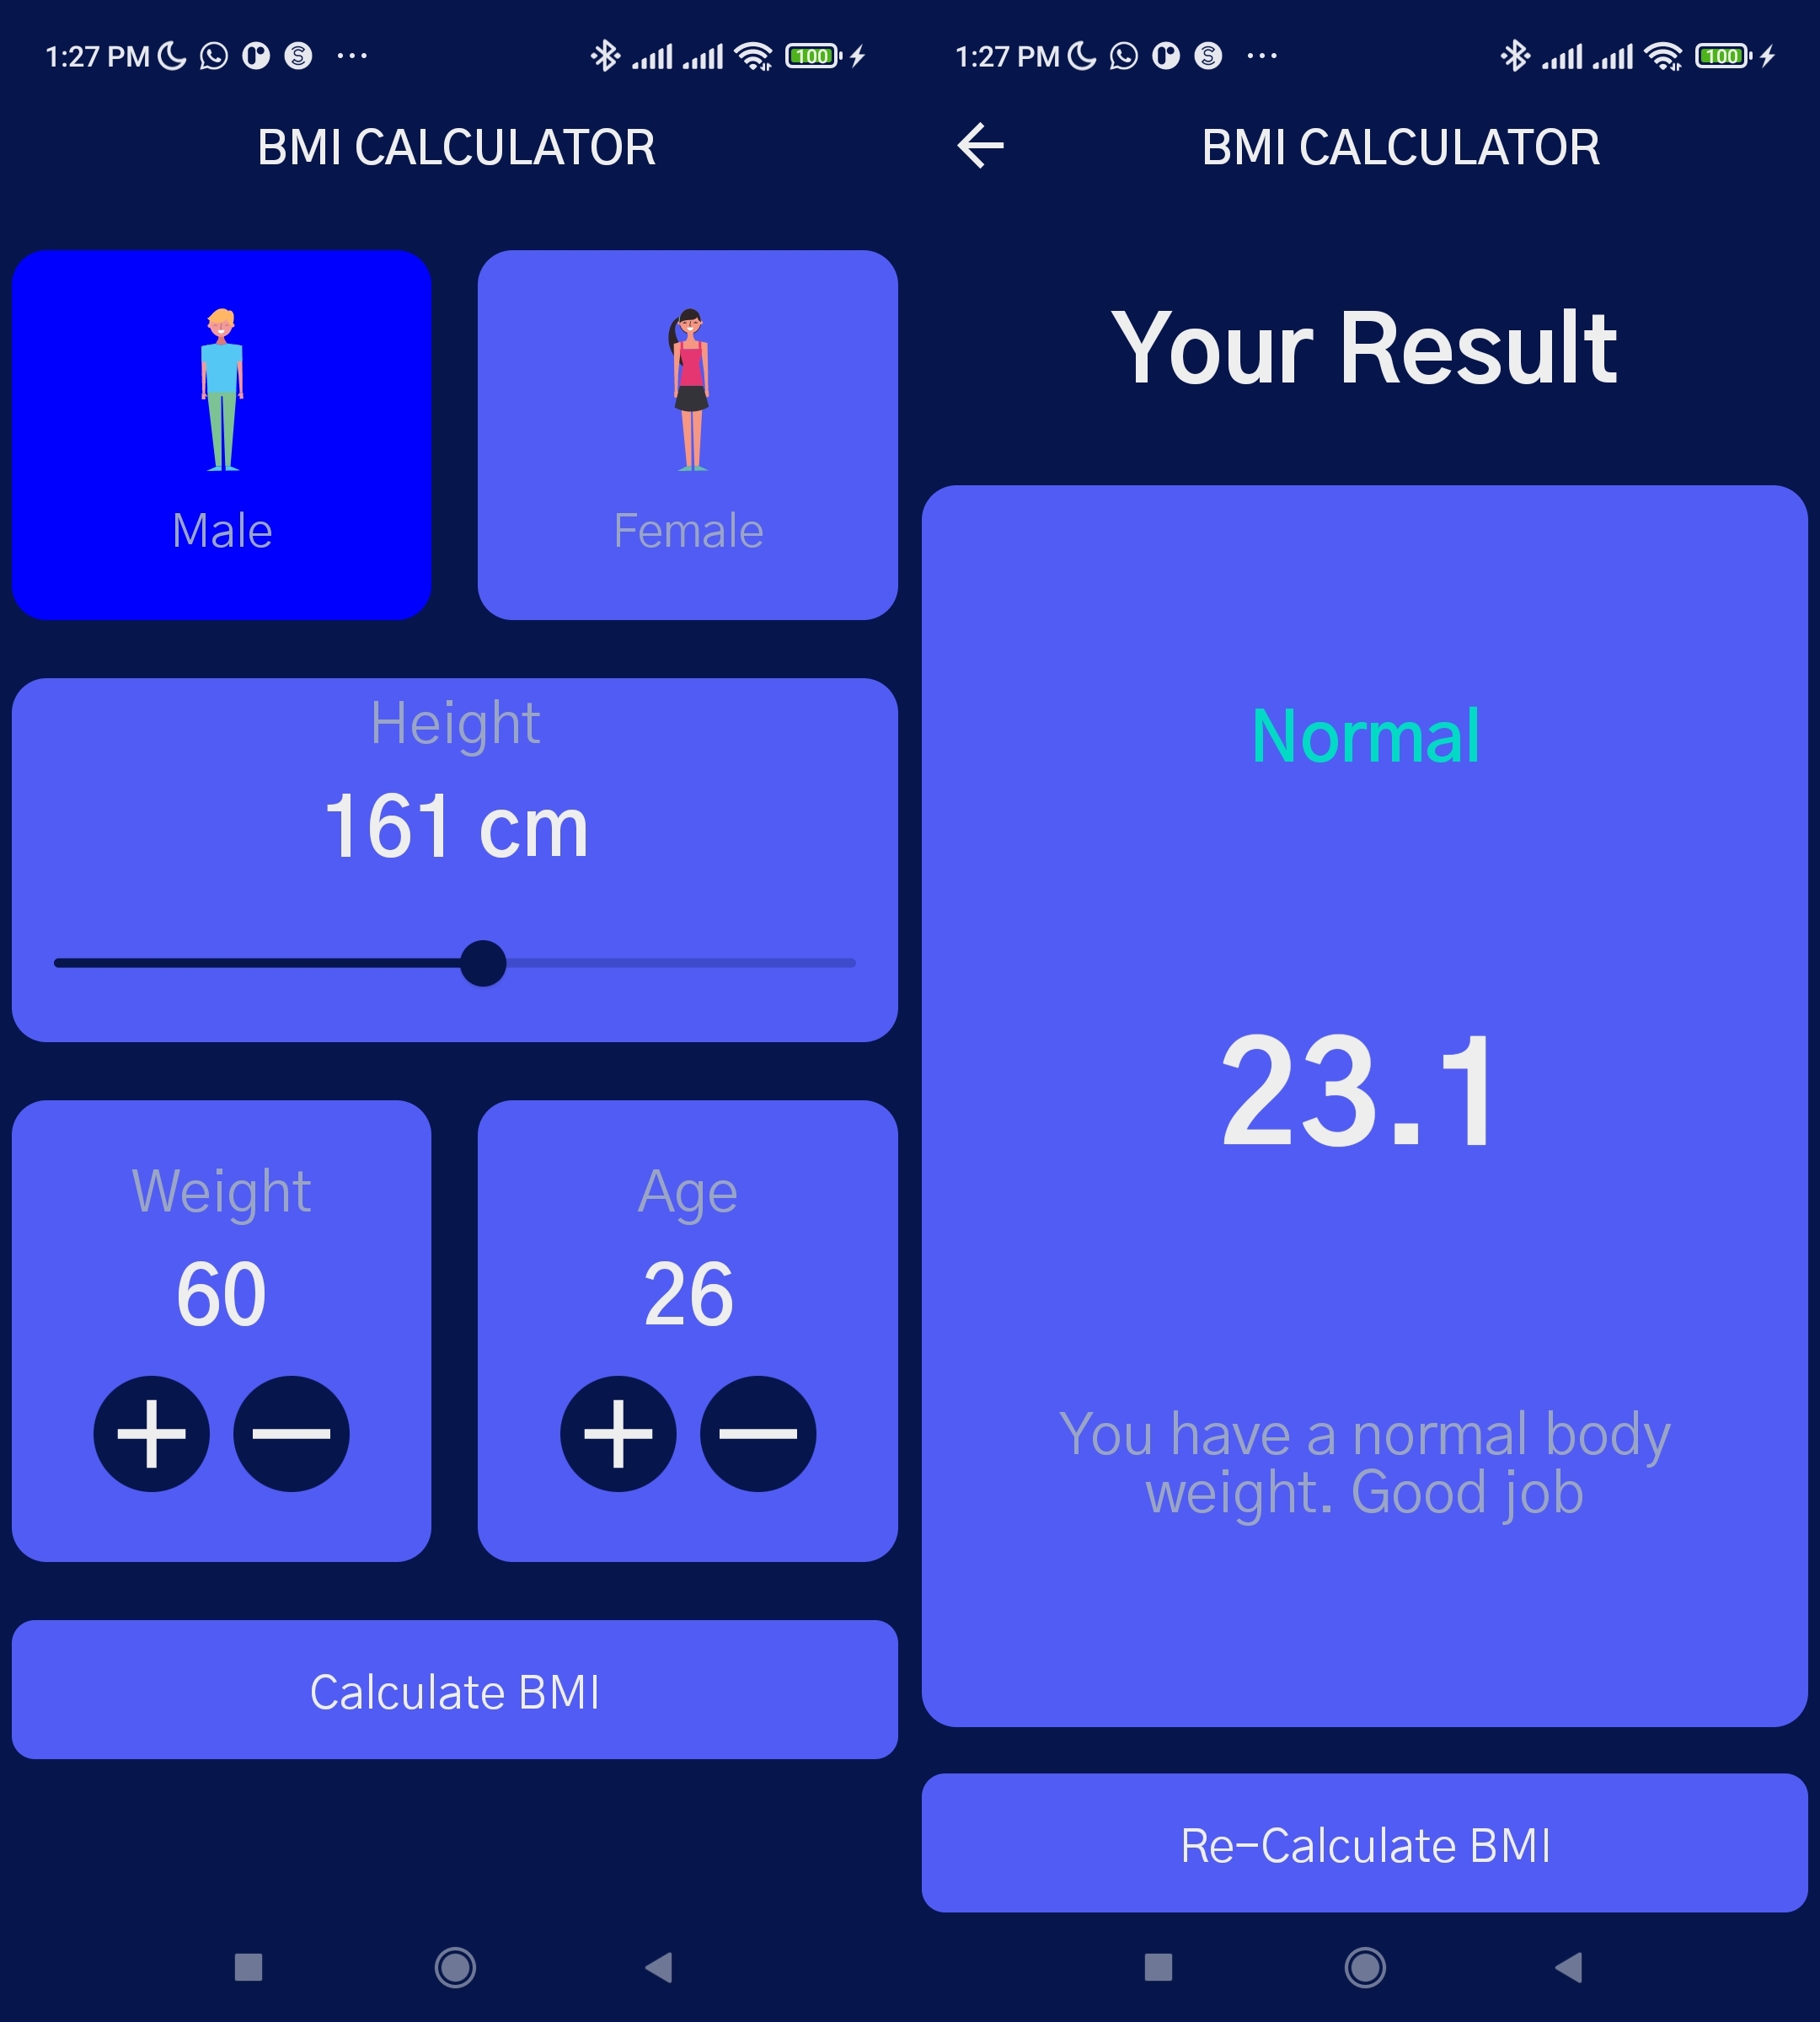 1:27 PM
100
BMI CALCULATOR
Male
Female
Height
161 cm
Weight
60
Age
26
Calculate BMI
1:27 PM
100
BMI CALCULATOR
Your Result
Normal
23.1
You have a normal body
weight. Good job
Re-Calculate BMI